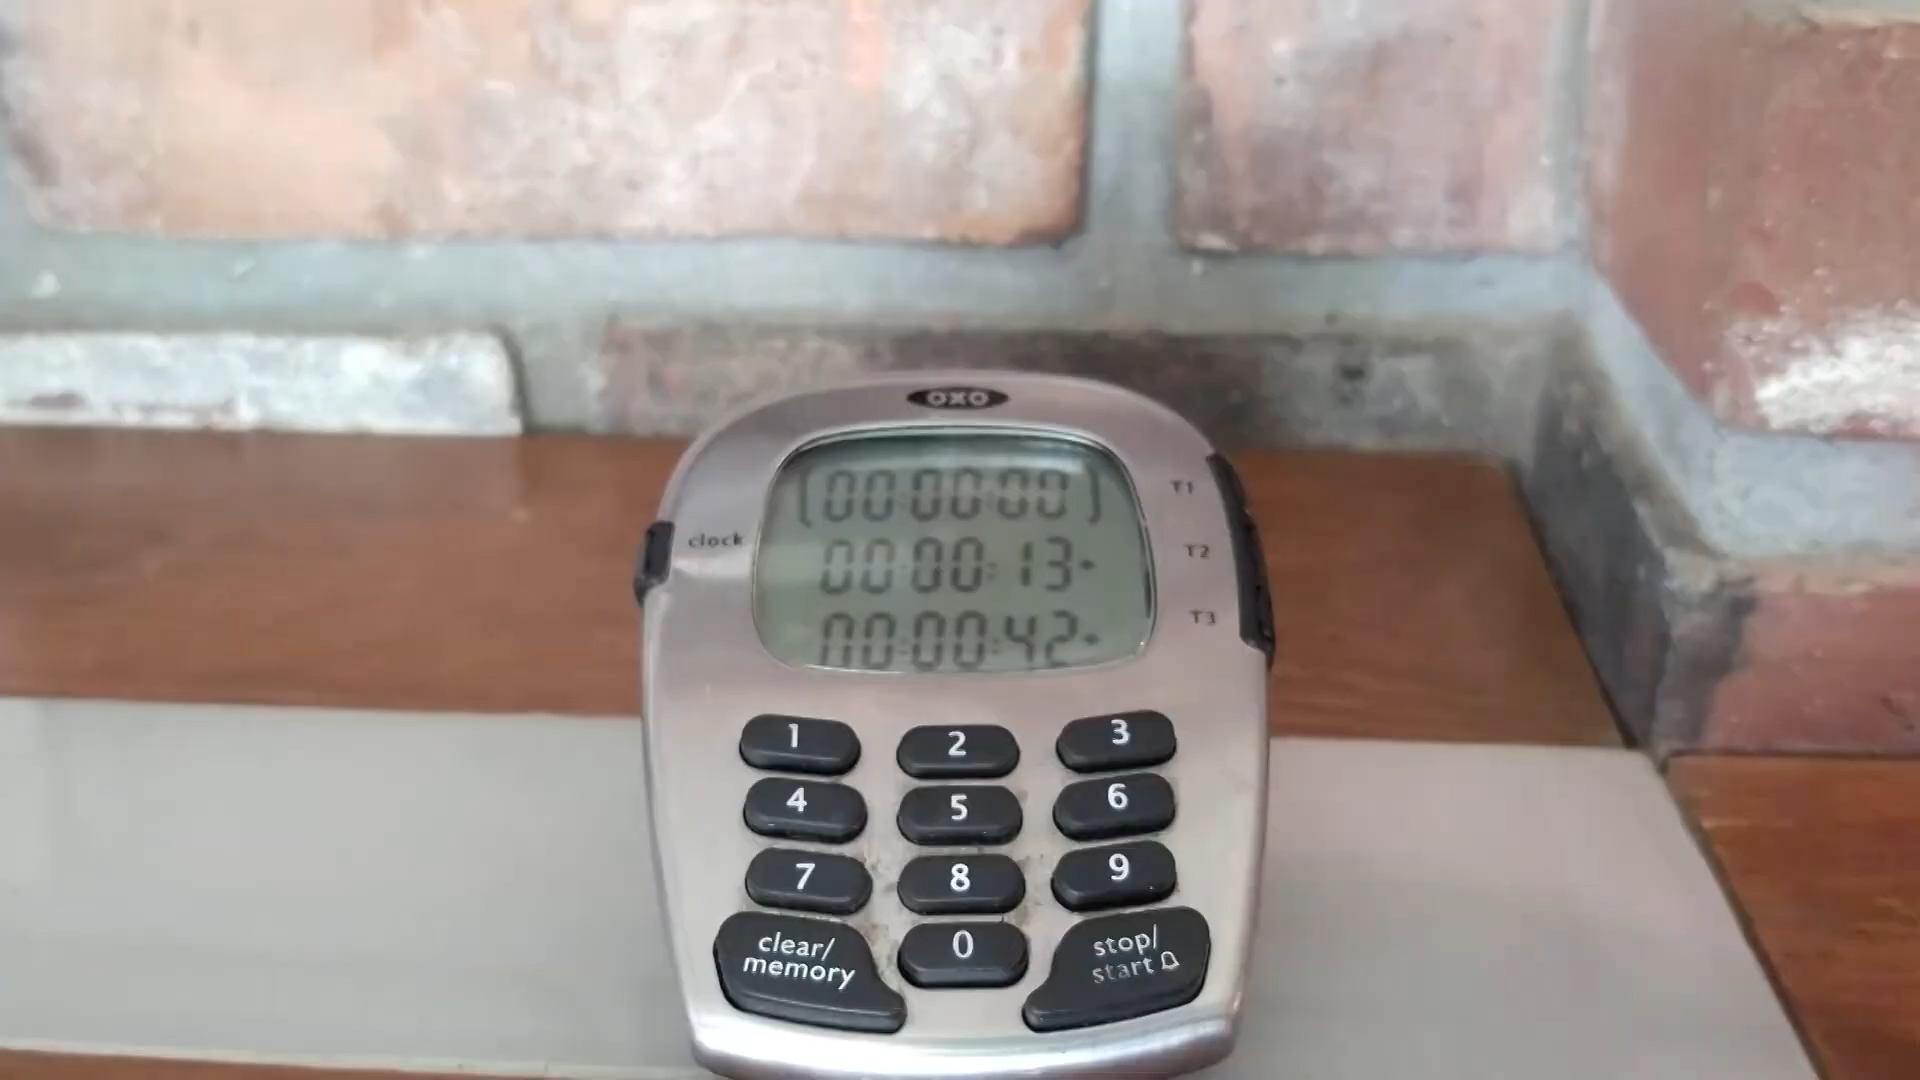 OXO
[00:00:00] T1
clock
00:00:13 T2
00:00:42 T3
1 2 3
4 5 6
7 8 9
clear/
memory
0
stop/
start